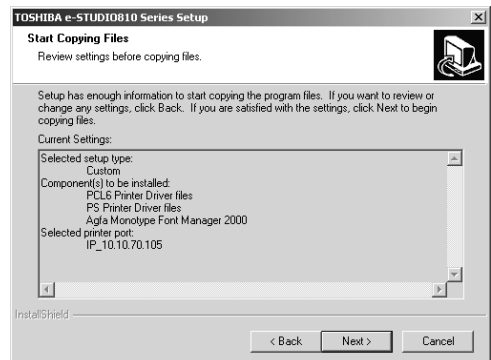 TOSHIBA e-STUDIO810 Series Setup
Start Copying Files
Review settings before copying files.
Setup has enough information to start copying the program files. If you want to review or
change any settings, click Back. If you are satisfied with the settings, click Next to begin
copying files.
Current Settings:
Selected setup type:
Custom
Component(s) to be installed:
PCL6 Printer Driver files
PS Printer Driver files
Agfa Monotype Font Manager 2000
Selected printer port:
IP_10.10.70.105
InstallShield
< Back Next > Cancel